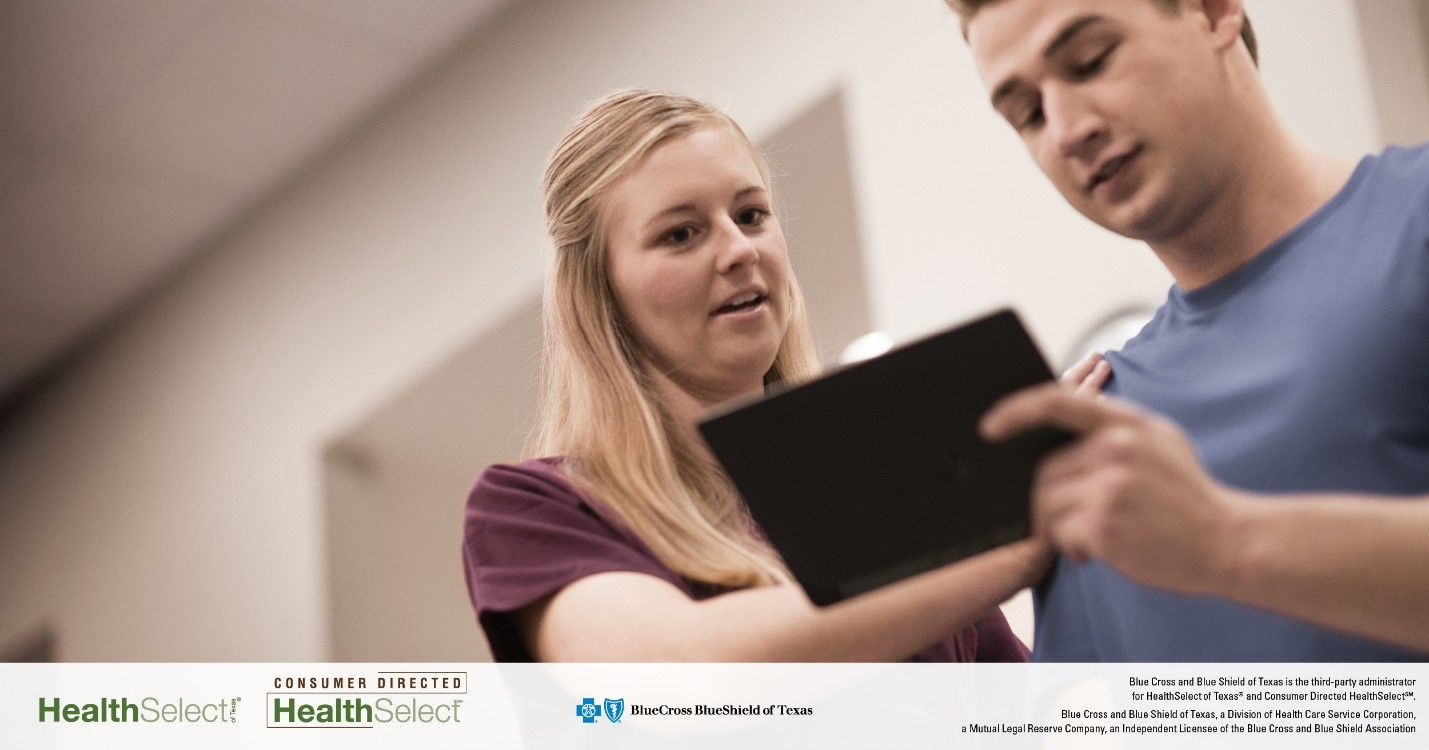 HealthSelect of Texas®
CONSUMER DIRECTED
HealthSelect℠
BlueCross BlueShield of Texas
Blue Cross and Blue Shield of Texas is the third-party administrator
for HealthSelect of Texas® and Consumer Directed HealthSelect℠.
Blue Cross and Blue Shield of Texas, a Division of Health Care Service Corporation,
a Mutual Legal Reserve Company, an Independent Licensee of the Blue Cross and Blue Shield Association